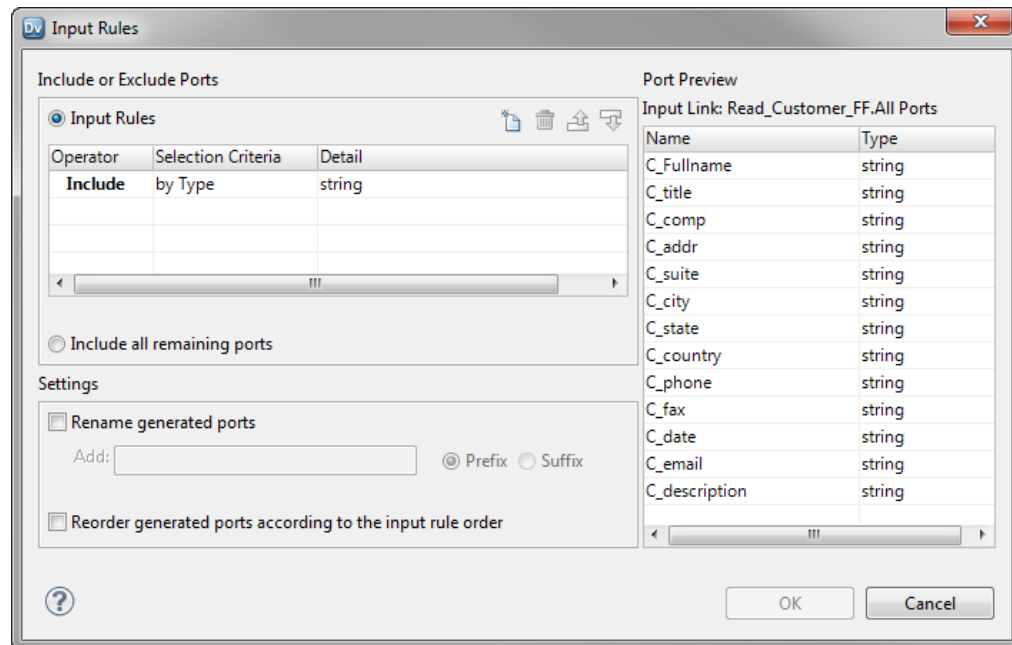 Dv Input Rules
x
Include or Exclude Ports
Input Rules
Operator Selection Criteria Detail
Include by Type string
Include all remaining ports
Settings
Rename generated ports
Add: Prefix Suffix
Reorder generated ports according to the input rule order
Port Preview
Input Link: Read_Customer_FF.All Ports
Name Type
C_Fullname string
C_title string
C_comp string
C_addr string
C_suite string
C_city string
C_state string
C_country string
C_phone string
C_fax string
C_date string
C_email string
C_description string
?
OK Cancel